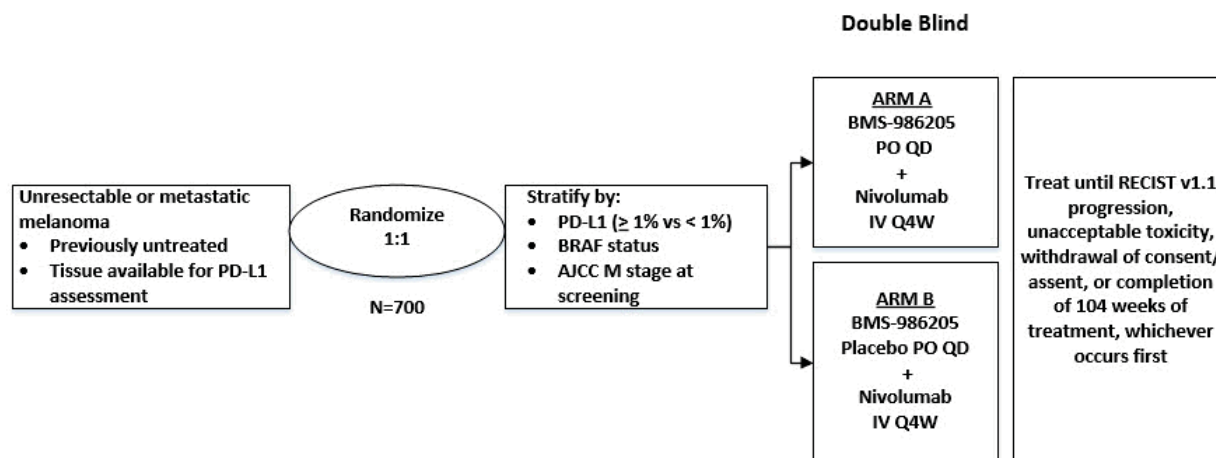 Double Blind
Unresectable or metastatic
melanoma
• Previously untreated
• Tissue available for PD-L1
assessment
Randomize
1:1
N=700
Stratify by:
• PD-L1 (≥ 1% vs < 1%)
• BRAF status
• AJCC M stage at
screening
ARM A
BMS-986205
PO QD
+
Nivolumab
IV Q4W
ARM B
BMS-986205
Placebo PO QD
+
Nivolumab
IV Q4W
Treat until RECIST v1.1
progression,
unacceptable toxicity,
withdrawal of consent/
assent, or completion
of 104 weeks of
treatment, whichever
occurs first